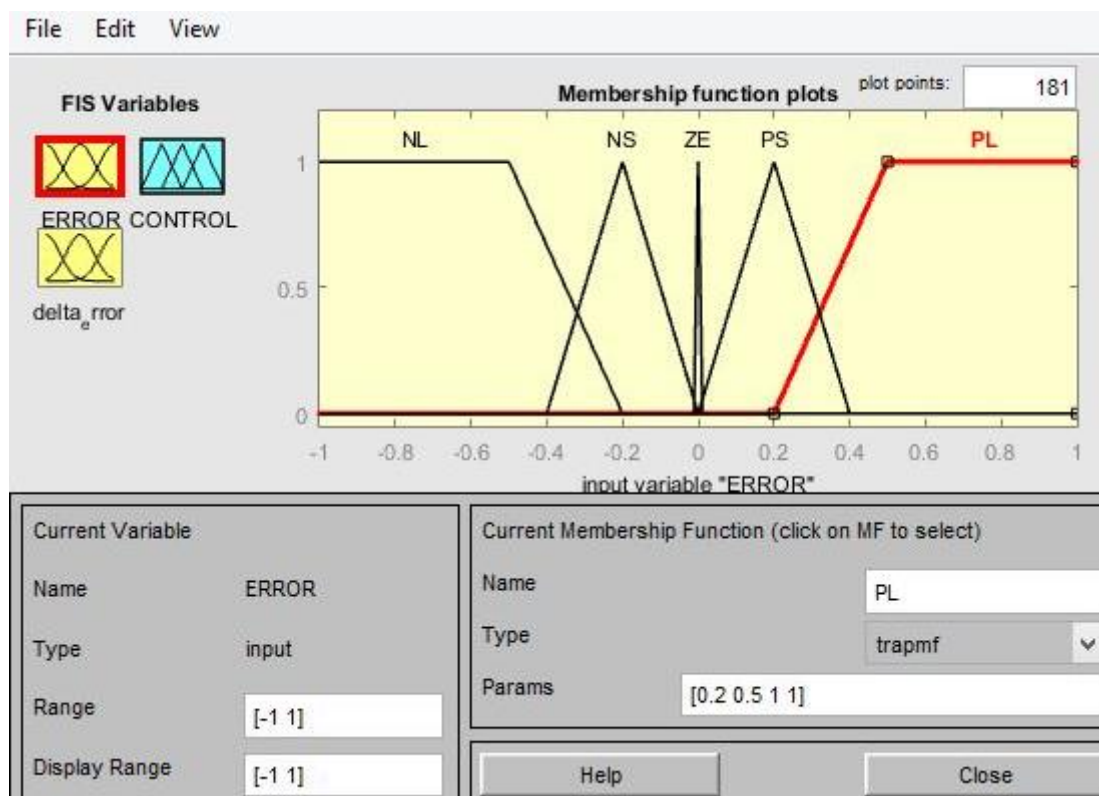 File Edit View
FIS Variables
Membership function plots
plot points: 181
ERROR CONTROL
delta_error
NL NS ZE PS PL
1
0.5
0
-1 -0.8 -0.6 -0.4 -0.2 0 0.2 0.4 0.6 0.8 1
input variable "ERROR"
Current Variable
Name ERROR
Type input
Range [-1 1]
Display Range [-1 1]
Current Membership Function (click on MF to select)
Name PL
Type trapmf
Params [0.2 0.5 1 1]
Help Close